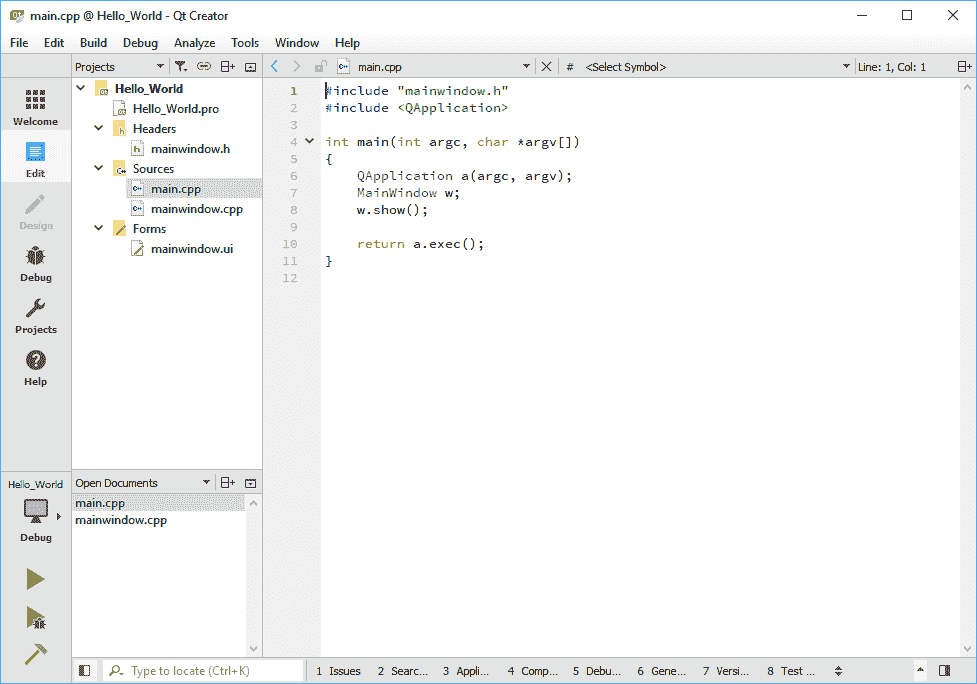 main.cpp @ Hello_World - Qt Creator
File Edit Build Debug Analyze Tools Window Help
Projects
main.cpp
# <Select Symbol>
Line: 1, Col: 1
Welcome
Edit
Design
Debug
Projects
Help
Hello_World
Hello_World.pro
Headers
mainwindow.h
Sources
main.cpp
mainwindow.cpp
Forms
mainwindow.ui
1 #include "mainwindow.h"
2 #include <QApplication>
3
4 int main(int argc, char *argv[])
5 {
6     QApplication a(argc, argv);
7     MainWindow w;
8     w.show();
9
10     return a.exec();
11 }
12
Hello_World
Debug
Open Documents
main.cpp
mainwindow.cpp
Type to locate (Ctrl+K)
1 Issues 2 Searc... 3 Appli... 4 Comp... 5 Debu... 6 Gene... 7 Versi... 8 Test ...